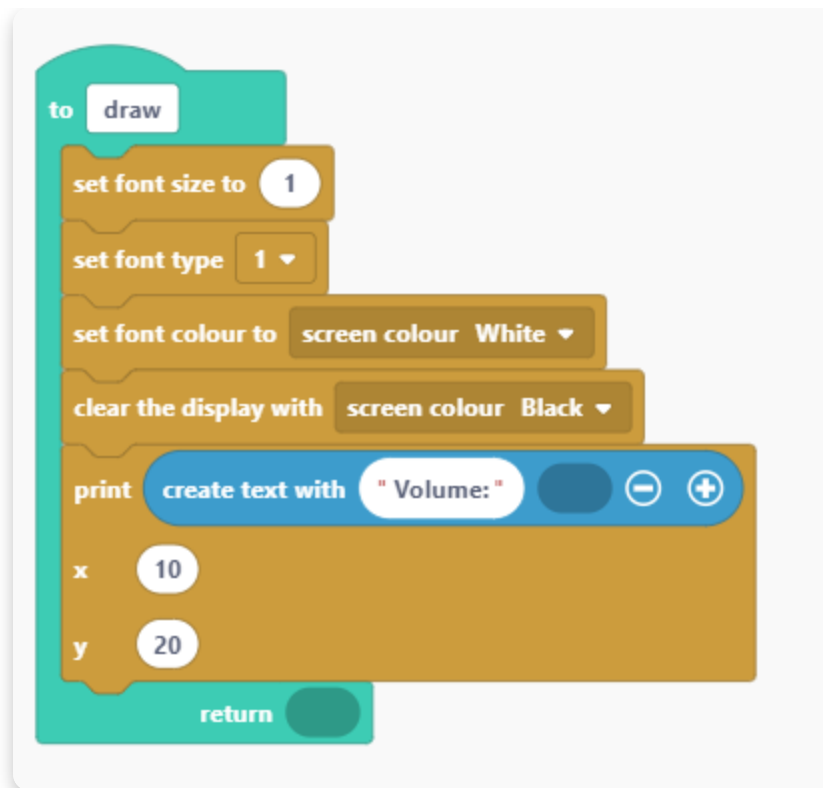 to draw
set font size to 1
set font type 1
set font colour to screen colour White
clear the display with screen colour Black
print create text with " Volume: "
x 10
y 20
return